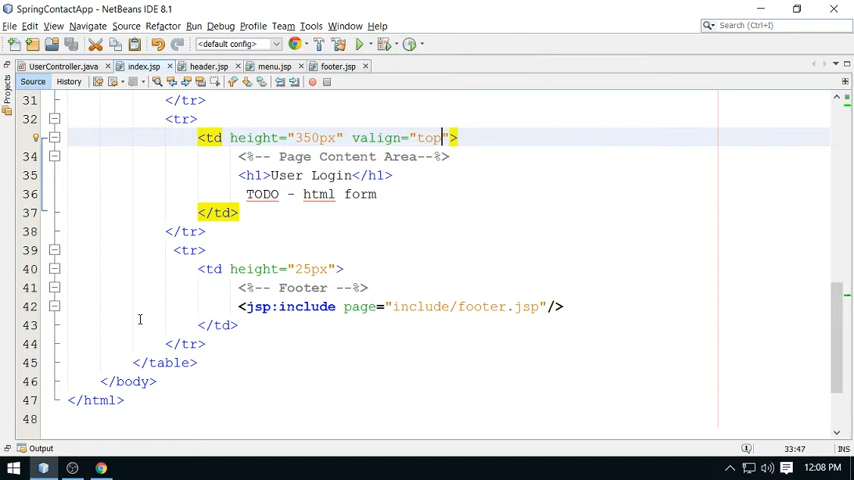 SpringContactApp - NetBeans IDE 8.1
File Edit View Navigate Source Refactor Run Debug Profile Team Tools Window Help
Search (Ctrl+I)
<default config>
UserController.java index.jsp header.jsp menu.jsp footer.jsp
Source History
Projects
31 </tr>
32 <tr>
<td height="350px" valign="top">
34 <%-- Page Content Area--%>
35 <h1>User Login</h1>
36 TODO - html form
37 </td>
38 </tr>
39 <tr>
40 <td height="25px">
41 <%-- Footer --%>
42 <jsp:include page="include/footer.jsp"/>
43 </td>
44 </tr>
45 </table>
46 </body>
47 </html>
48
Output
1
33:47 INS
12:08 PM